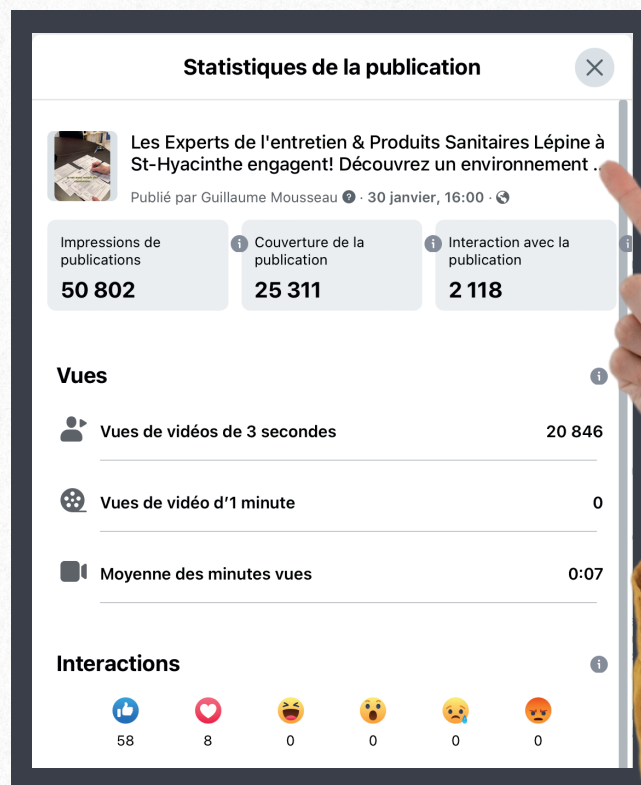 Statistiques de la publication
Les Experts de l'entretien & Produits Sanitaires Lépine à
St-Hyacinthe engagent! Découvrez un environnement ..
Publié par Guillaume Mousseau · 30 janvier, 16:00 ·
Impressions de
publications
50 802
Couverture de la
publication
25 311
Interaction avec la
publication
2 118
Vues
Vues de vidéos de 3 secondes
20 846
Vues de vidéo d’1 minute
0
Moyenne des minutes vues
0:07
Interactions
58
8
0
0
0
0